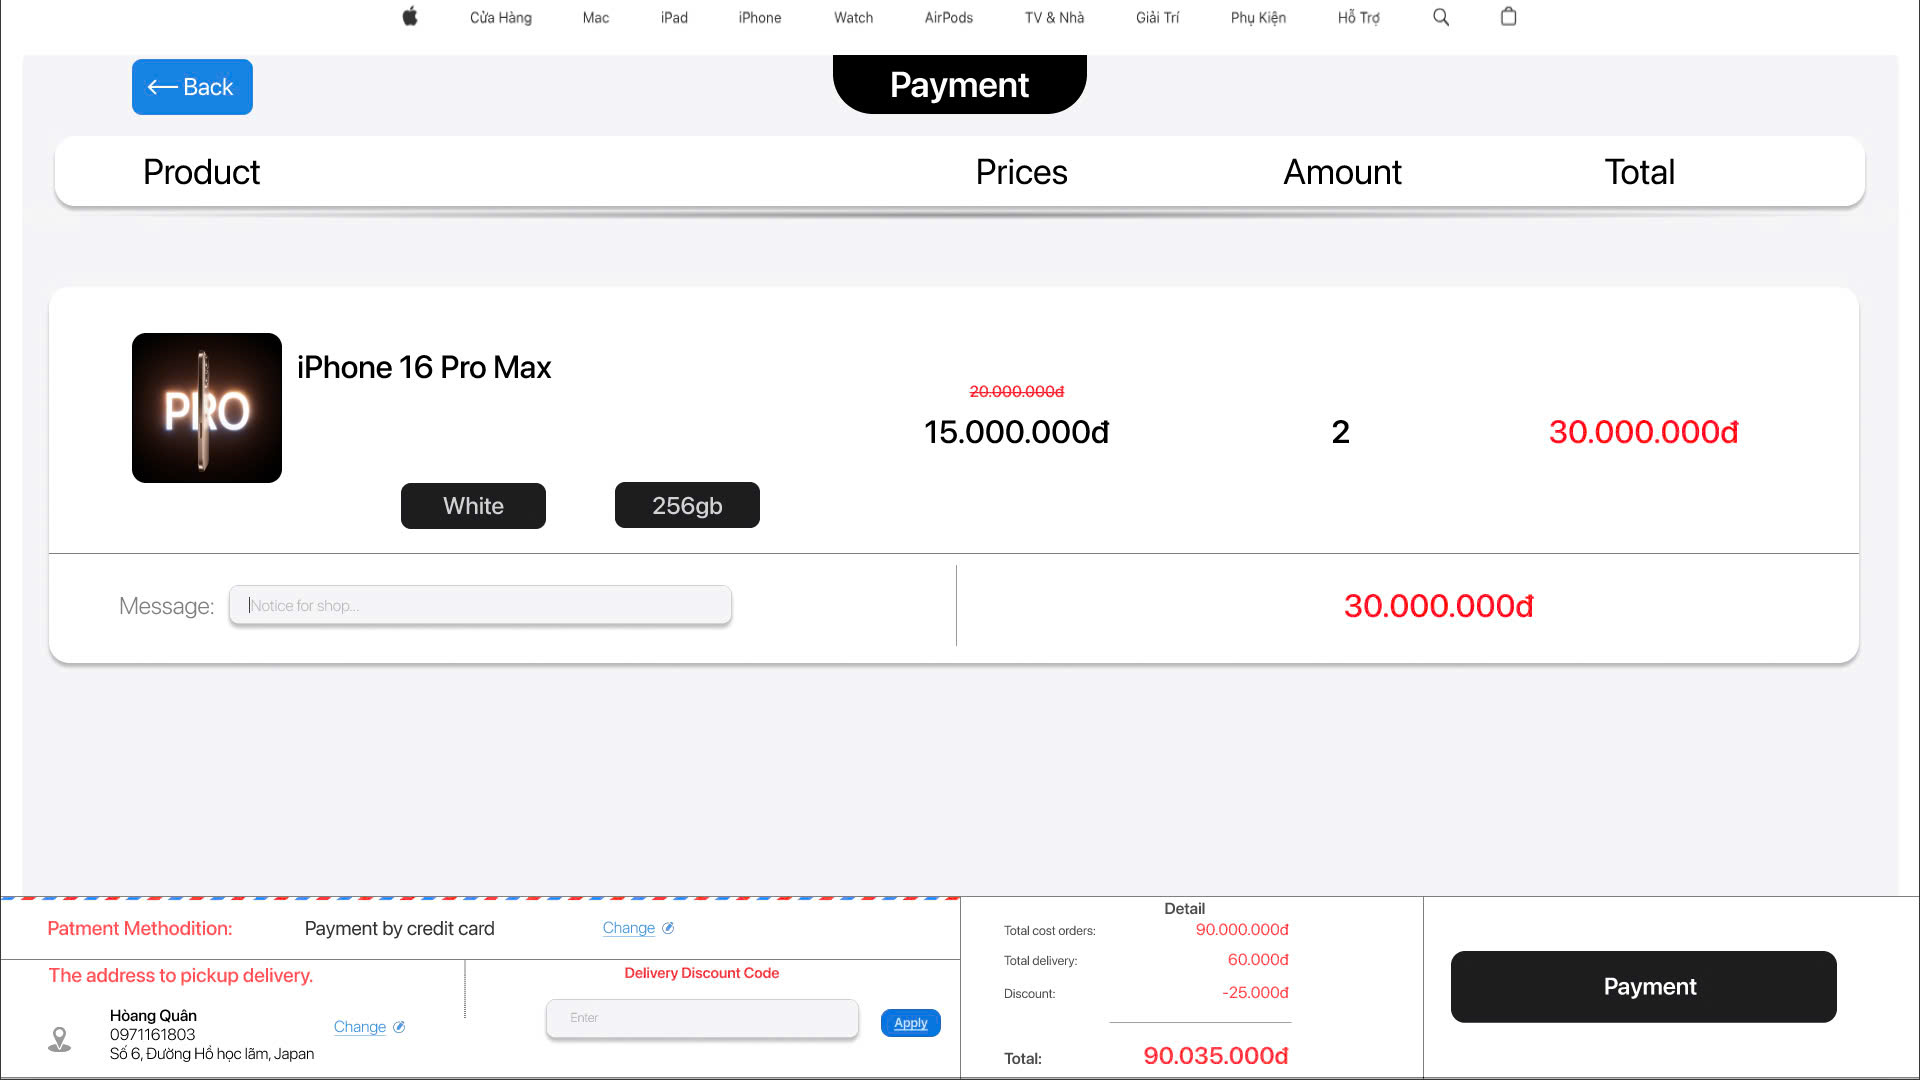 Cửa Hàng Mac iPad iPhone Watch AirPods TV & Nhà Giải Trí Phụ Kiện Hỗ Trợ
Back
Payment
Product Prices Amount Total
PRO
iPhone 16 Pro Max
20.000.000đ
15.000.000đ 2 30.000.000đ
White 256gb
Message: Notice for shop... 30.000.000đ
Patment Methodition: Payment by credit card Change
The address to pickup delivery.
Hòang Quân
0971161803
Số 6, Đường Hồ học lãm, Japan
Change
Delivery Discount Code
Enter Apply
Detail
Total cost orders: 90.000.000đ
Total delivery: 60.000đ
Discount: -25.000đ
Total: 90.035.000đ
Payment